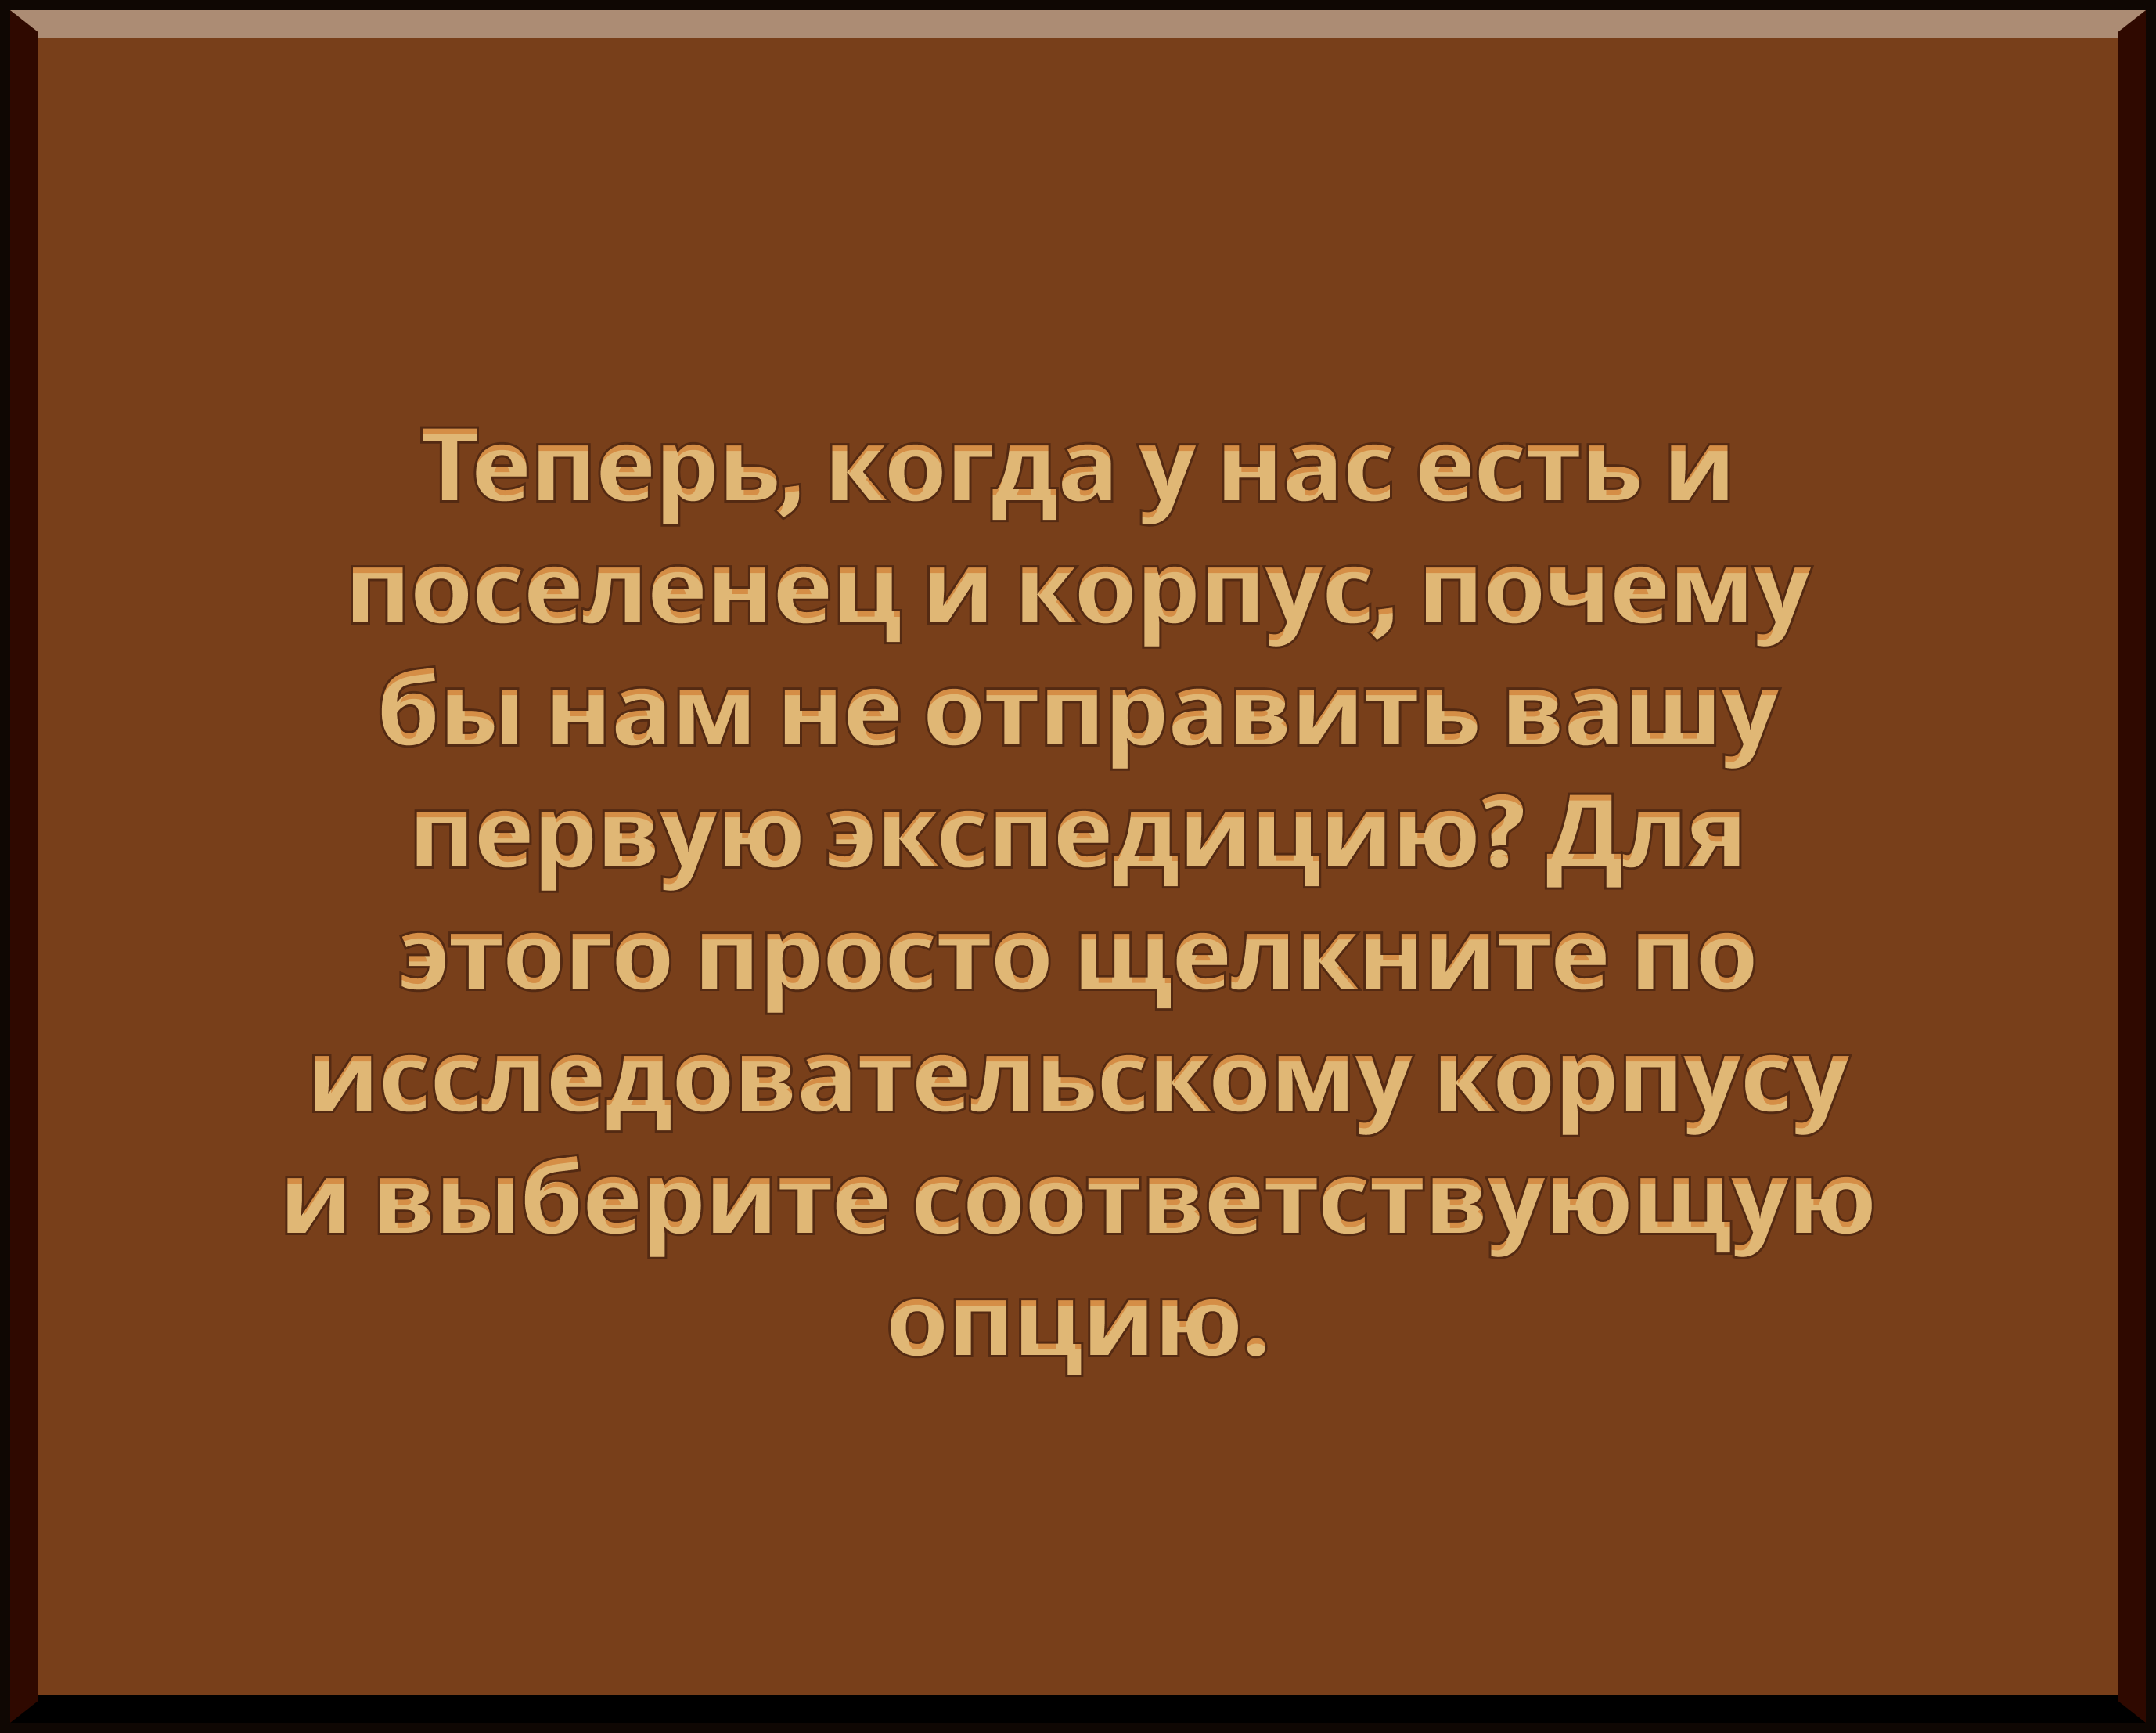 Теперь, когда у нас есть и
поселенец и корпус, почему
бы нам не отправить вашу
первую экспедицию? Для
этого просто щелкните по
исследовательскому корпусу
и выберите соответствующую
опцию.